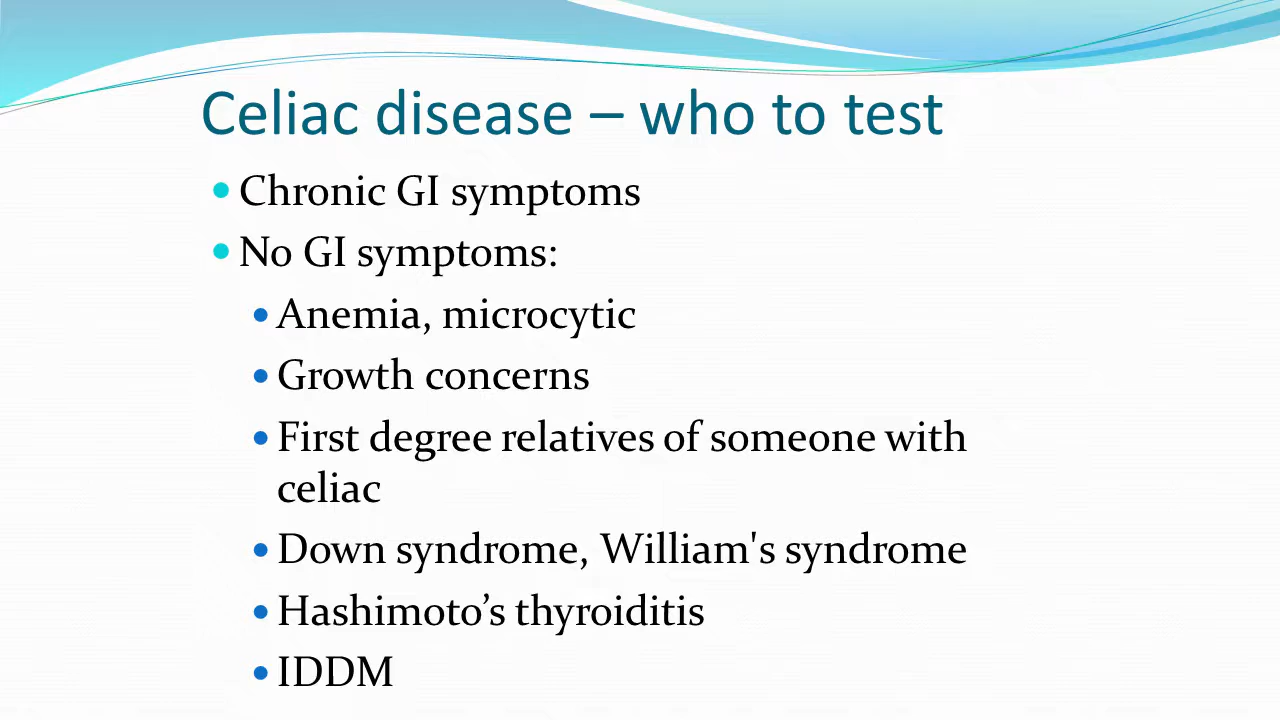 Celiac disease – who to test
Chronic GI symptoms
No GI symptoms:
Anemia, microcytic
Growth concerns
First degree relatives of someone with
celiac
Down syndrome, William's syndrome
Hashimoto’s thyroiditis
IDDM